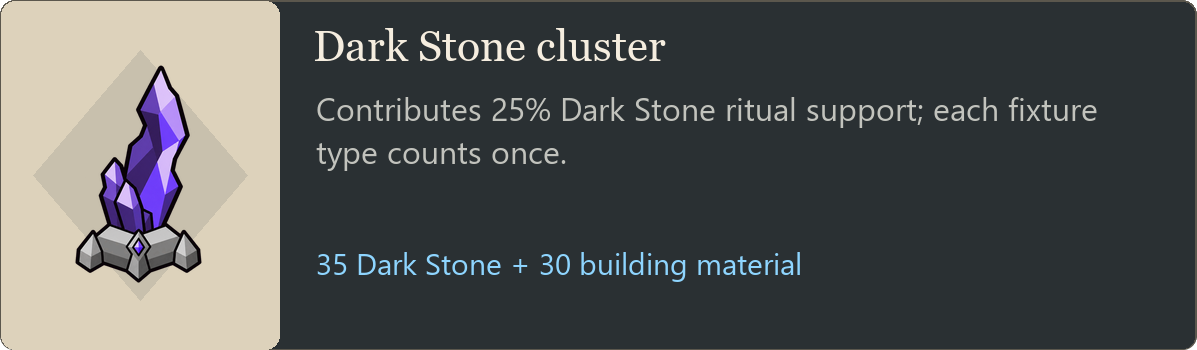 Dark Stone cluster
Contributes 25% Dark Stone ritual support; each fixture
type counts once.
35 Dark Stone + 30 building material